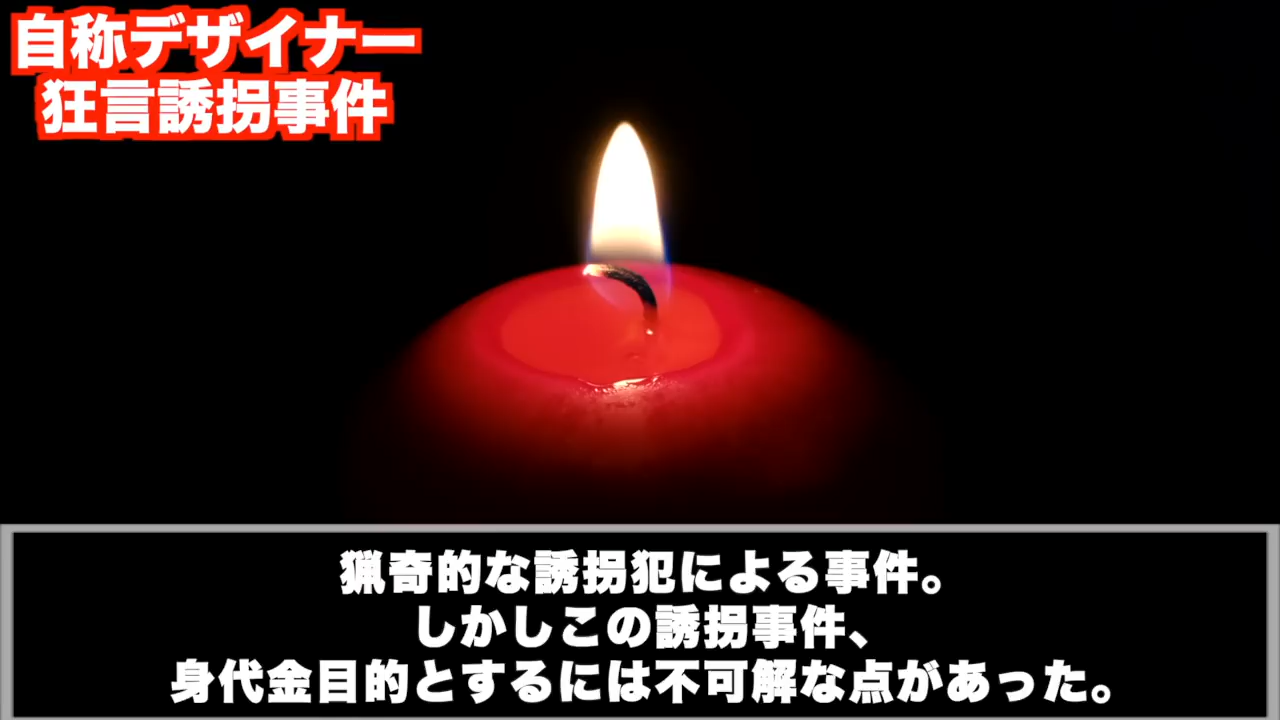 自称デザイナー
狂言誘拐事件
猟奇的な誘拐犯による事件。
しかしこの誘拐事件、
身代金目的とするには不可解な点があった。